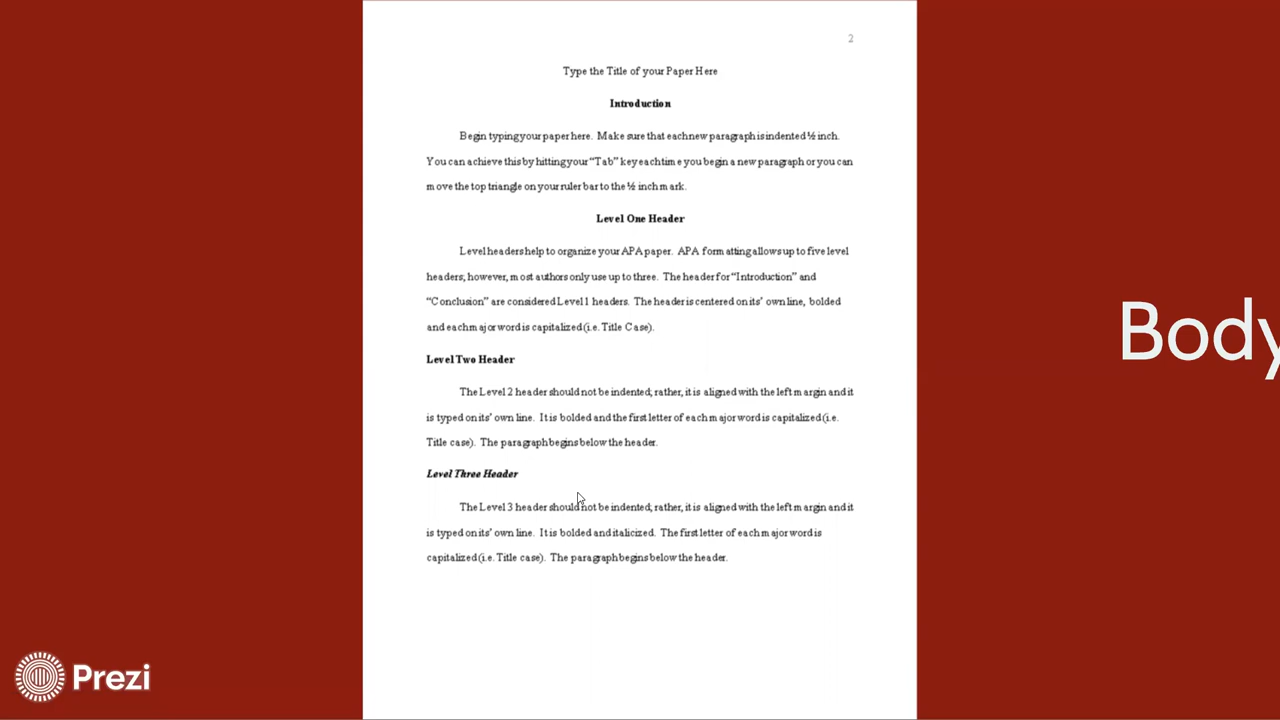 2
Type the Title of your Paper Here
Introduction
Begin typing your paper here. Make sure that each new paragraph is indented ½ inch.
You can achieve this by hitting your “Tab” key each time you begin a new paragraph or you can
move the top triangle on your ruler bar to the ½ inch mark.
Level One Header
Level headers help to organize your APA paper. APA formatting allows up to five level
headers; however, most authors only use up to three. The header for “Introduction” and
“Conclusion” are considered Level 1 headers. The header is centered on its’ own line, bolded
and each major word is capitalized (i.e. Title Case).
Level Two Header
The Level 2 header should not be indented; rather, it is aligned with the left margin and it
is typed on its’ own line. It is bolded and the first letter of each major word is capitalized (i.e.
Title case). The paragraph begins below the header.
Level Three Header
The Level 3 header should not be indented; rather, it is aligned with the left margin and it
is typed on its’ own line. It is bolded and italicized. The first letter of each major word is
capitalized (i.e. Title case). The paragraph begins below the header.
Body
Prezi